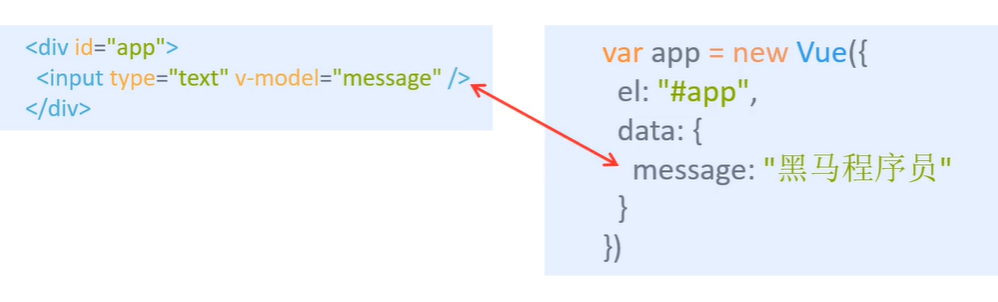 <div id="app">
<input type="text" v-model="message" />
</div>
var app = new Vue({
el: "#app",
data: {
message: "黑马程序员"
}
})